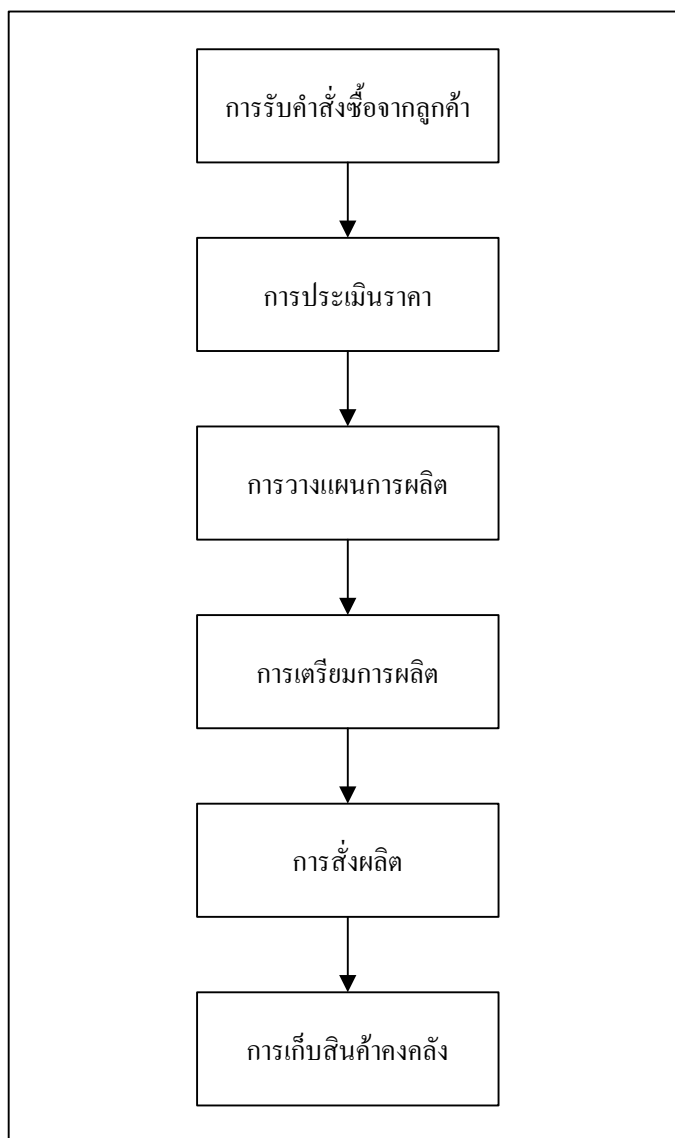 การรับคำสั่งซื้อจากลูกค้า
การประเมินราคา
การวางแผนการผลิต
การเตรียมการผลิต
การสั่งผลิต
การเก็บสินค้าคงคลัง